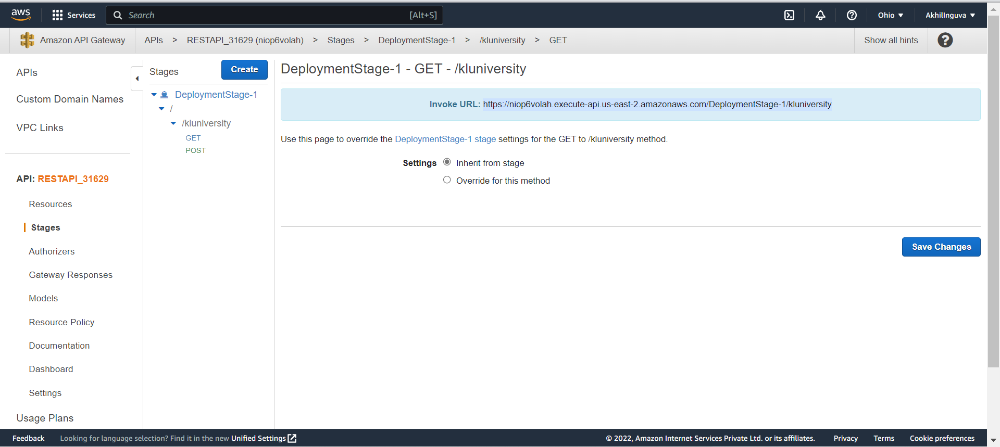 aws Services Search [Alt+S] Ohio AkhilInguva
Amazon API Gateway APIs > RESTAPI_31629 (niop6volah) > Stages > DeploymentStage-1 > /kluniversity > GET Show all hints
APIs
Custom Domain Names
VPC Links
API: RESTAPI_31629
Resources
Stages
Authorizers
Gateway Responses
Models
Resource Policy
Documentation
Dashboard
Settings
Usage Plans
Stages Create
DeploymentStage-1
/
/kluniversity
GET
POST
DeploymentStage-1 - GET - /kluniversity
Invoke URL: https://niop6volah.execute-api.us-east-2.amazonaws.com/DeploymentStage-1/kluniversity
Use this page to override the DeploymentStage-1 stage settings for the GET to /kluniversity method.
Settings Inherit from stage
Override for this method
Save Changes
Feedback Looking for language selection? Find it in the new Unified Settings © 2022, Amazon Internet Services Private Ltd. or its affiliates. Privacy Terms Cookie preferences